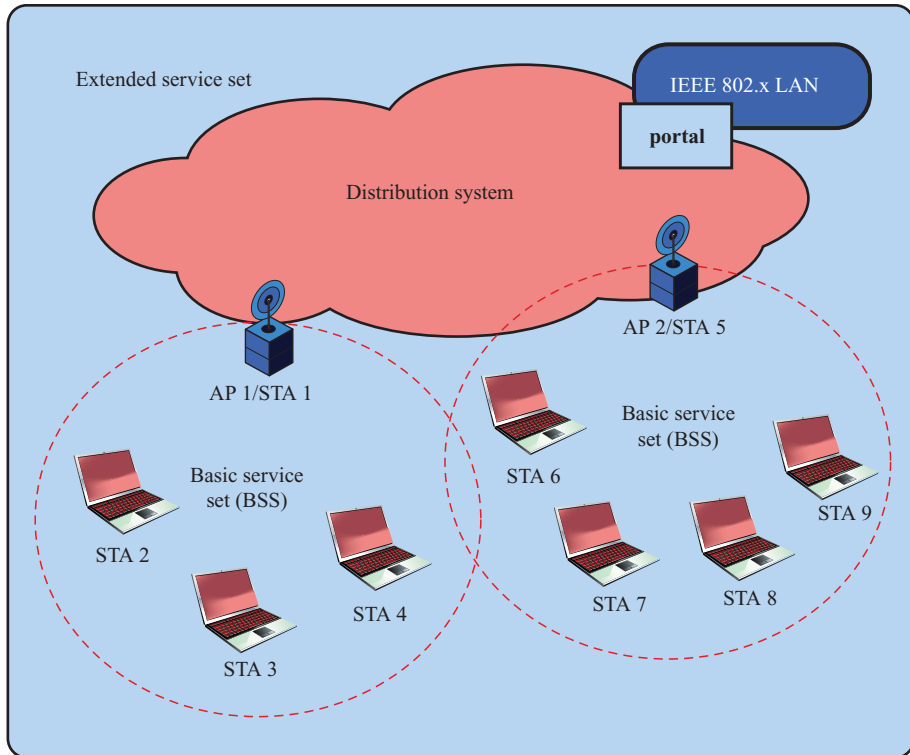 Extended service set
IEEE 802.x LAN
portal
Distribution system
AP 2/STA 5
AP 1/STA 1
Basic service
set (BSS)
STA 6
STA 9
Basic service
set (BSS)
STA 2
STA 4
STA 7
STA 8
STA 3